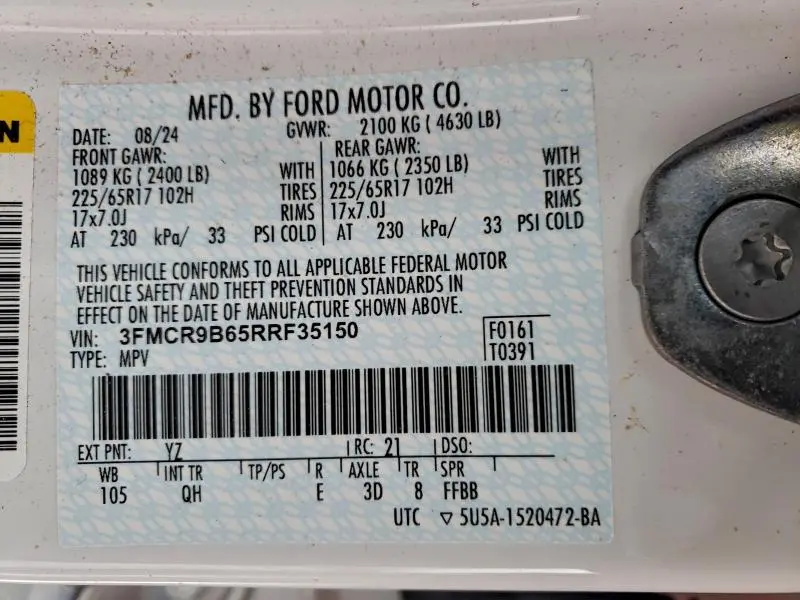 N
MFD. BY FORD MOTOR CO.
DATE: 08/24 GVWR: 2100 KG ( 4630 LB)
FRONT GAWR: REAR GAWR:
1089 KG ( 2400 LB) WITH 1066 KG ( 2350 LB) WITH
225/65R17 102H TIRES 225/65R17 102H TIRES
17x7.0J RIMS 17x7.0J RIMS
AT 230 kPa/ 33 PSI COLD AT 230 kPa/ 33 PSI COLD
THIS VEHICLE CONFORMS TO ALL APPLICABLE FEDERAL MOTOR
VEHICLE SAFETY AND THEFT PREVENTION STANDARDS IN
EFFECT ON THE DATE OF MANUFACTURE SHOWN ABOVE.
VIN: 3FMCR9B65RRF35150 F0161
TYPE: MPV T0391
EXT PNT: YZ RC: 21 DSO:
WB INT TR TP/PS R AXLE TR SPR
105 QH E 3D 8 FFBB
UTC ▽ 5U5A-1520472-BA